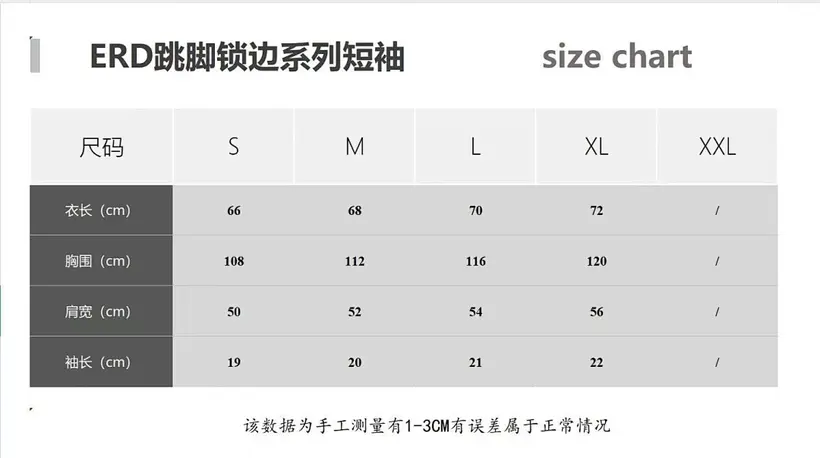 ERD跳脚锁边系列短袖 size chart
尺码 S M L XL XXL
衣长（cm） 66 68 70 72 /
胸围（cm） 108 112 116 120 /
肩宽（cm） 50 52 54 56 /
袖长（cm） 19 20 21 22 /
该数据为手工测量有1-3CM有误差属于正常情况